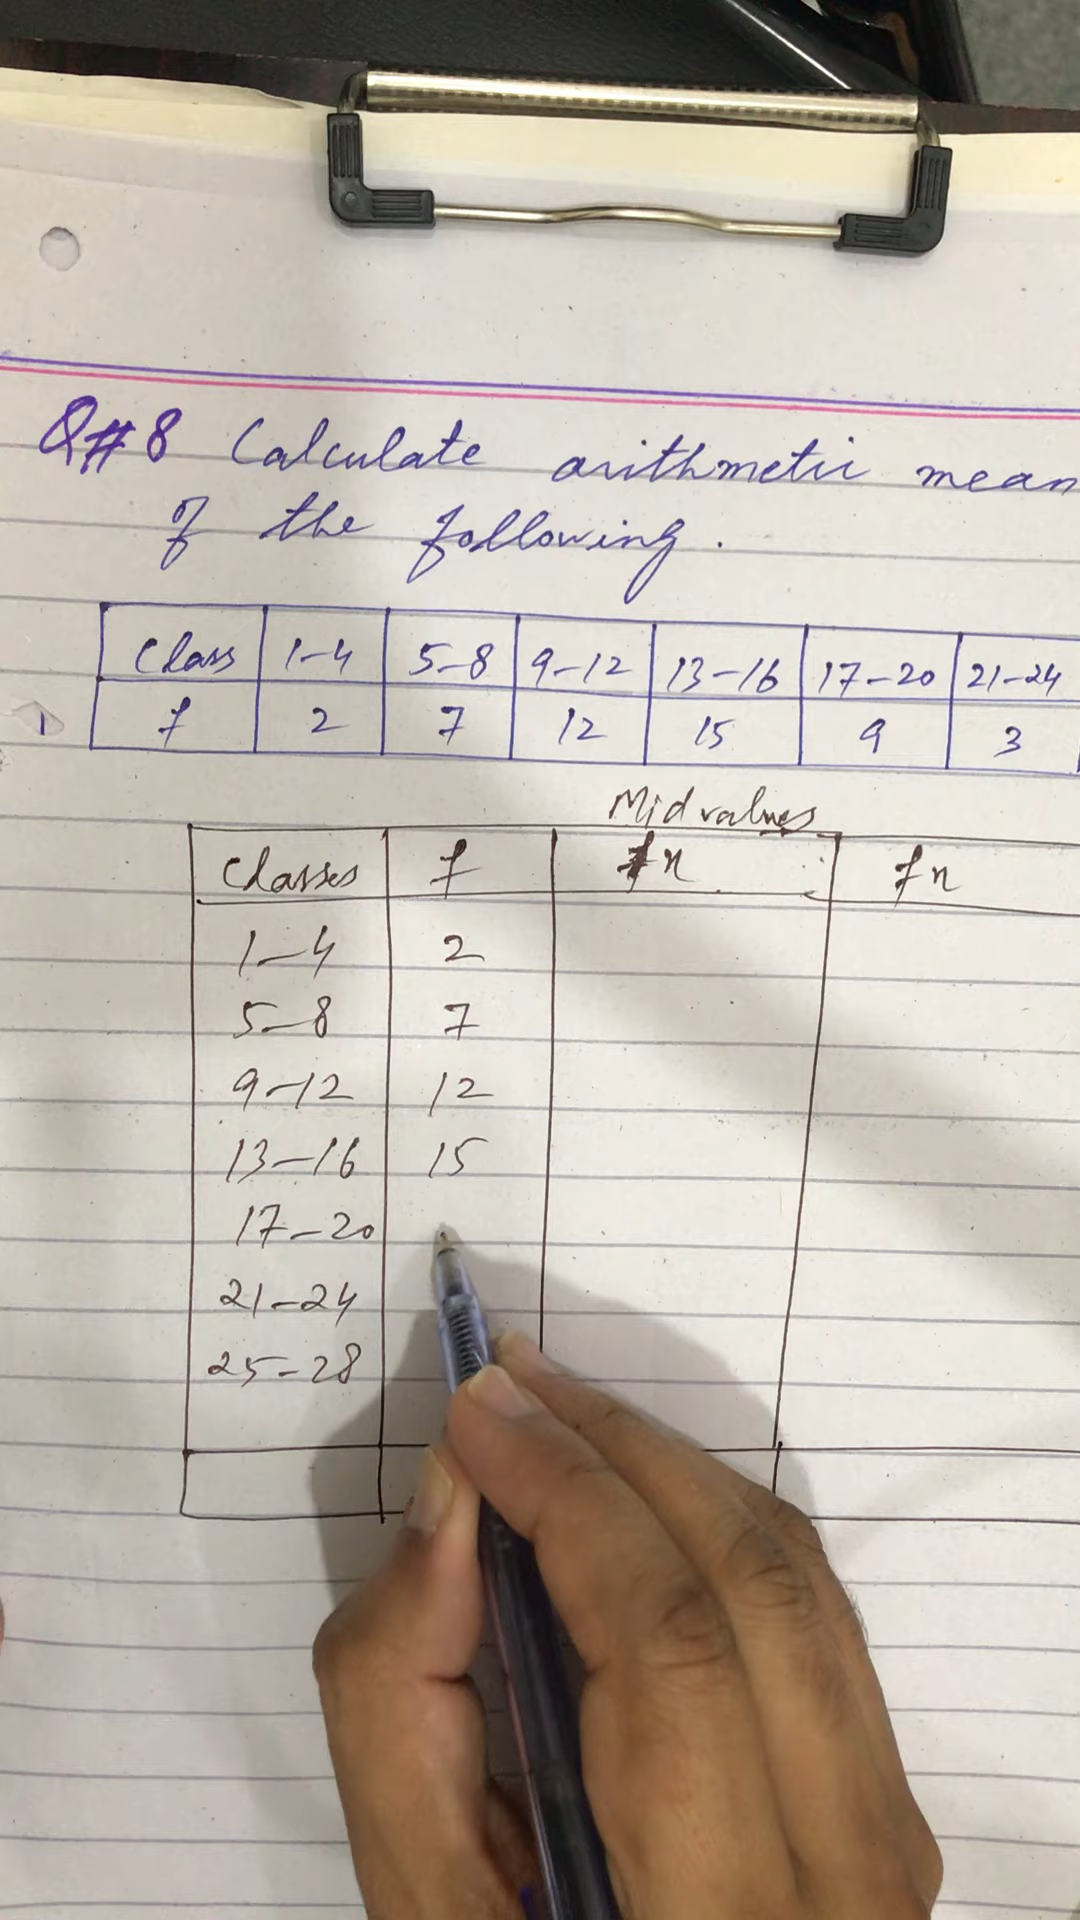 Q#8 Calculate arithmetic mean
of the following.
Class 1-4 5-8 9-12 13-16 17-20 21-24
f 2 7 12 15 9 3
Mid values
Classes f x fx
1-4 2
5-8 7
9-12 12
13-16 15
17-20
21-24
25-28